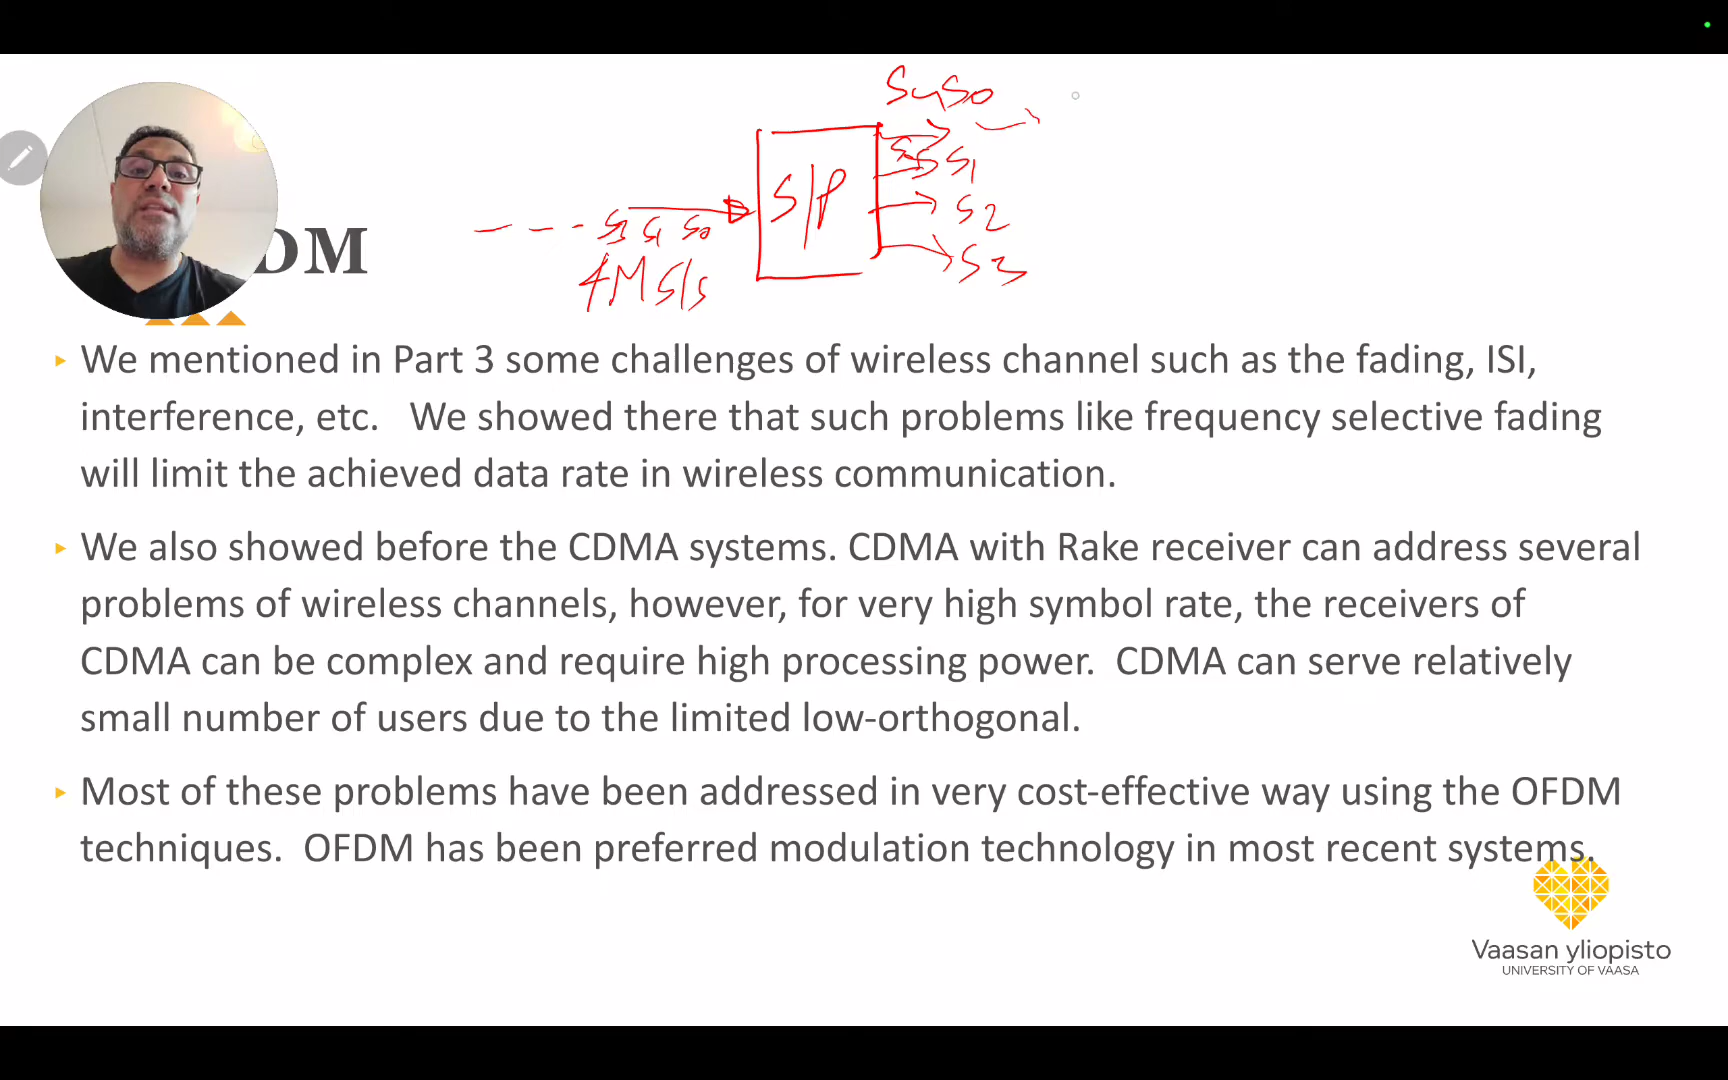 S4 S0
S5 S1
S/P
S2
S1 S0
S3
4M S/s
DM
We mentioned in Part 3 some challenges of wireless channel such as the fading, ISI,
interference, etc. We showed there that such problems like frequency selective fading
will limit the achieved data rate in wireless communication.
We also showed before the CDMA systems. CDMA with Rake receiver can address several
problems of wireless channels, however, for very high symbol rate, the receivers of
CDMA can be complex and require high processing power. CDMA can serve relatively
small number of users due to the limited low-orthogonal.
Most of these problems have been addressed in very cost-effective way using the OFDM
techniques. OFDM has been preferred modulation technology in most recent systems.
Vaasan yliopisto
UNIVERSITY OF VAASA